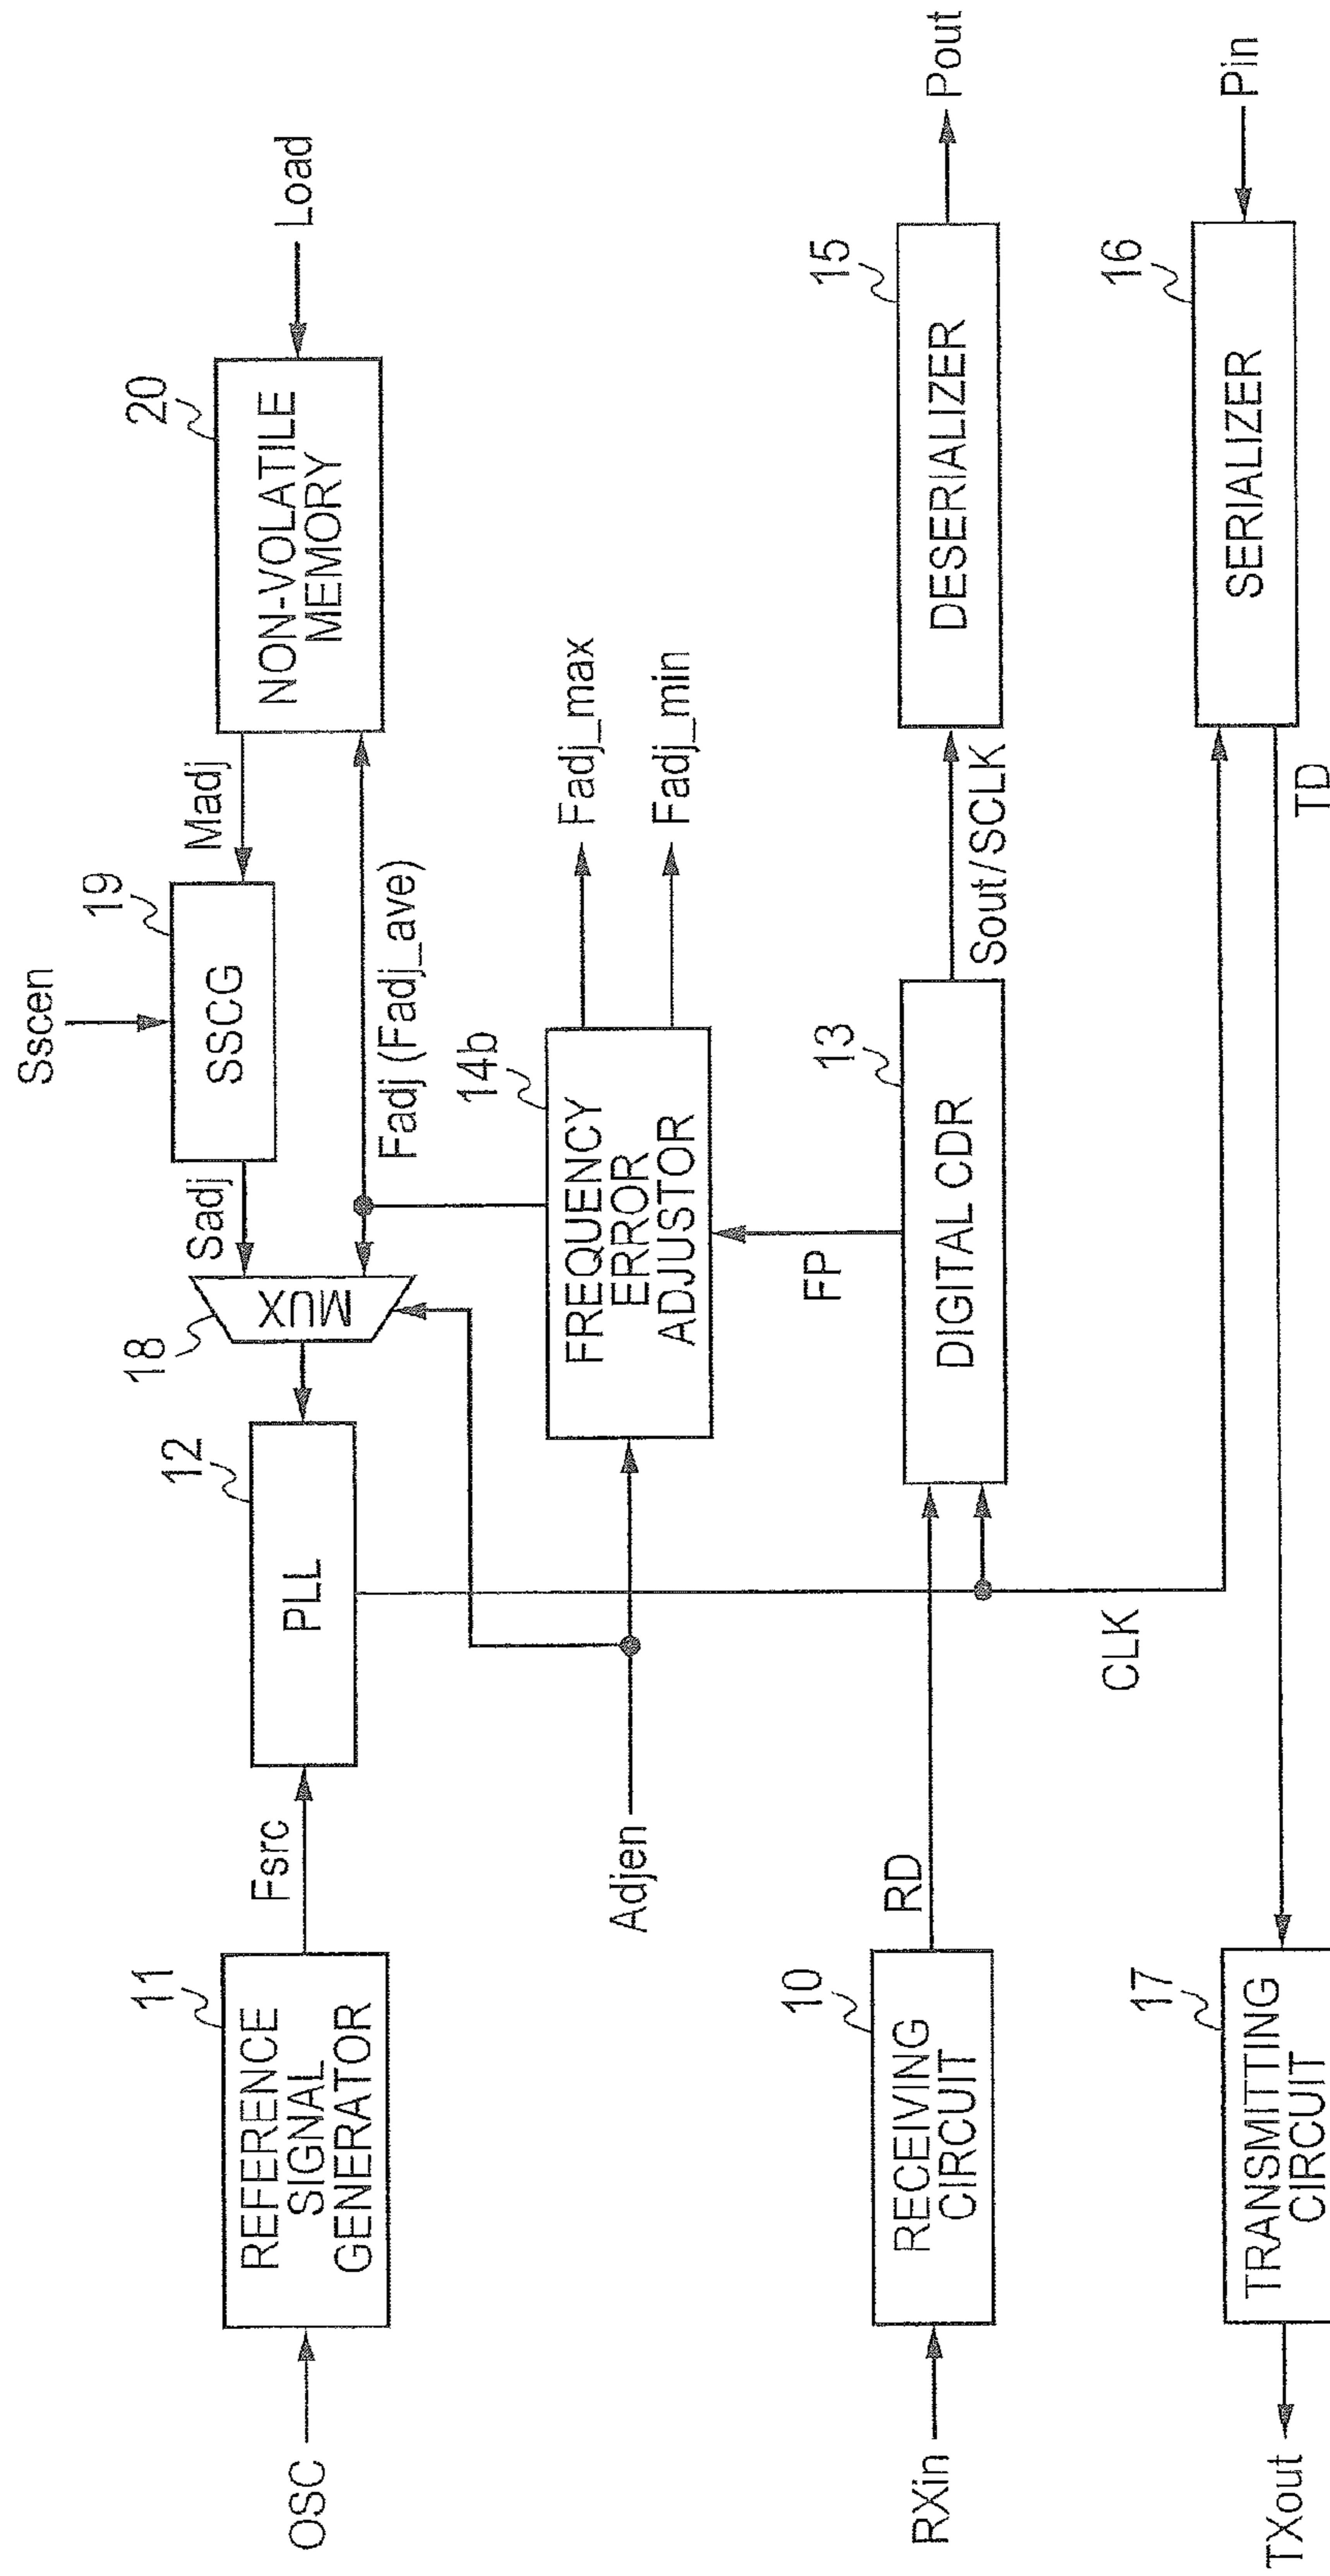 Sscen
19
SSCG
Sadj
Madj
20
NON-VOLATILE
MEMORY
Load
OSC
11
REFERENCE
SIGNAL
GENERATOR
Fsrc
12
PLL
18
MUX
Fadj (Fadj_ave)
Adjen
14b
FREQUENCY
ERROR
ADJUSTOR
Fadj_max
Fadj_min
FP
RXin
10
RECEIVING
CIRCUIT
RD
13
DIGITAL CDR
Sout/SCLK
15
DESERIALIZER
Pout
CLK
TXout
17
TRANSMITTING
CIRCUIT
TD
16
SERIALIZER
Pin